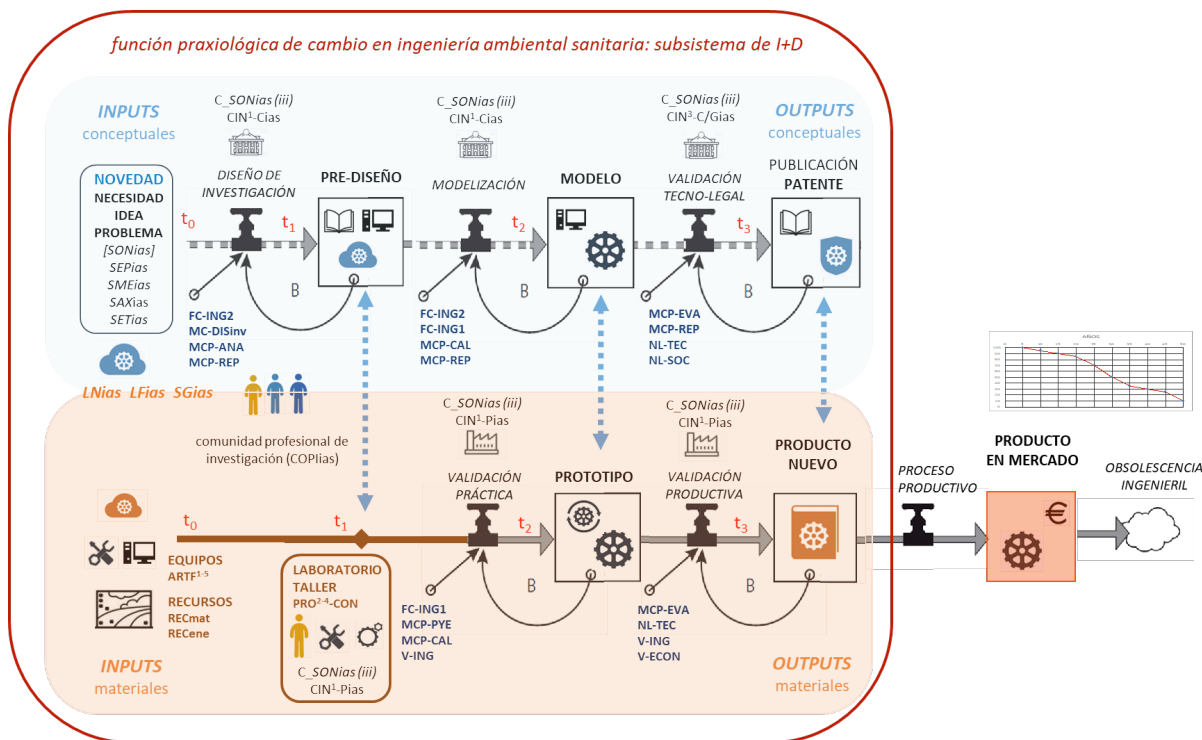 función praxiológica de cambio en ingeniería ambiental sanitaria: subsistema de I+D
INPUTS
conceptuales
C_SONias (iii)
CIN¹-Cias
C_SONias (iii)
CIN¹-Cias
C_SONias (iii)
CIN³-C/Gias
OUTPUTS
conceptuales
NOVEDAD
NECESIDAD
IDEA
PROBLEMA
[SONias]
SEPias
SMEias
SAXias
SETias
DISEÑO DE
INVESTIGACIÓN
PRE-DISEÑO
MODELIZACIÓN
MODELO
VALIDACIÓN
TECNO-LEGAL
PUBLICACIÓN
PATENTE
t₀
t₁
t₂
t₃
B
B
B
FC-ING2
MC-DISinv
MCP-ANA
MCP-REP
FC-ING2
FC-ING1
MCP-CAL
MCP-REP
MCP-EVA
MCP-REP
NL-TEC
NL-SOC
LNias LFias SGias
comunidad profesional de
investigación (COPIias)
C_SONias (iii)
CIN¹-Pias
C_SONias (iii)
CIN¹-Pias
VALIDACIÓN
PRÁCTICA
PROTOTIPO
VALIDACIÓN
PRODUCTIVA
PRODUCTO
NUEVO
t₀
t₁
t₂
t₃
B
B
EQUIPOS
ARTF¹⁻⁵
RECURSOS
RECmat
RECene
LABORATORIO
TALLER
PRO²⁻⁴-CON
C_SONias (iii)
CIN¹-Pias
FC-ING1
MCP-PYE
MCP-CAL
V-ING
MCP-EVA
NL-TEC
V-ING
V-ECON
INPUTS
materiales
OUTPUTS
materiales
AÑOS
PROCESO
PRODUCTIVO
PRODUCTO
EN MERCADO
€
OBSOLESCENCIA
INGENIERIL